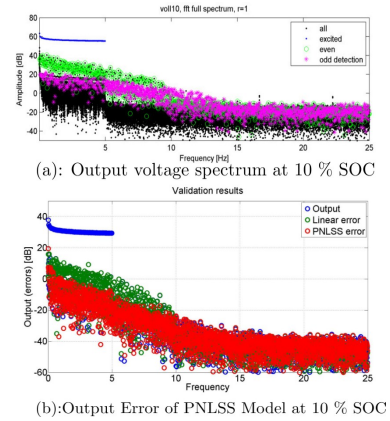 voll10, fft full spectrum, r=1
Amplitude [dB]
80
60
40
20
0
-20
-40
all
excited
even
odd detection
5
10
15
20
25
Frequency [Hz]
(a): Output voltage spectrum at 10 % SOC
Validation results
Output (errors) [dB]
40
20
0
-20
-40
-60
Output
Linear error
PNLSS error
0
5
10
15
20
25
Frequency
(b):Output Error of PNLSS Model at 10 % SOC